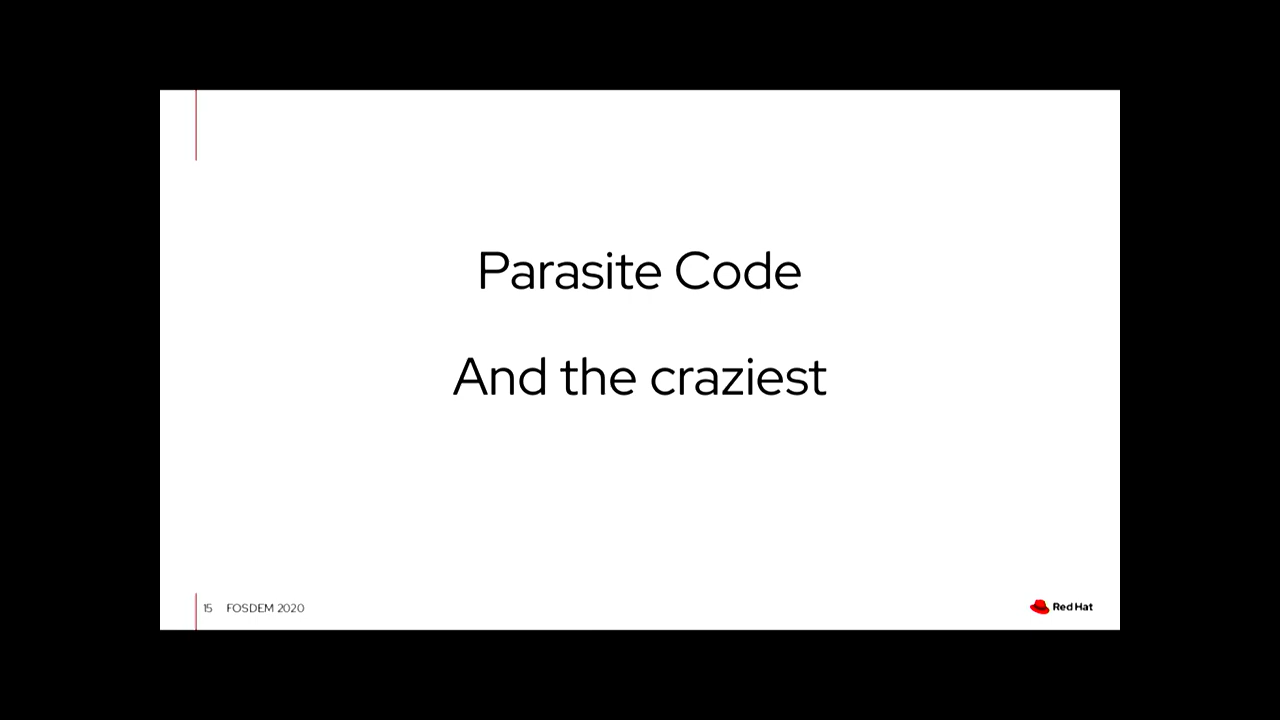 Parasite Code
And the craziest
15 FOSDEM 2020
Red Hat